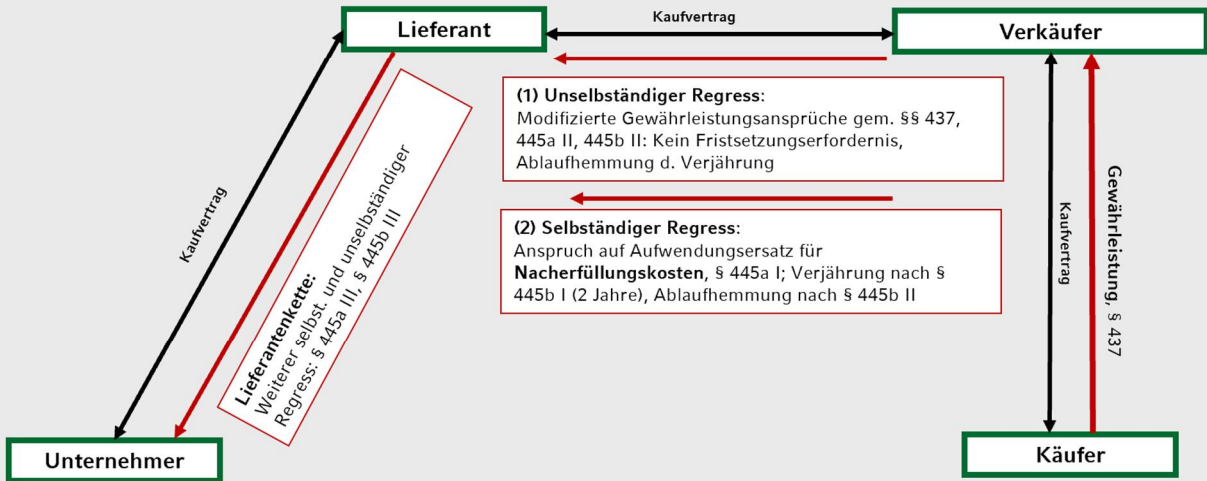 Lieferant
Kaufvertrag
Verkäufer
(1) Unselbständiger Regress:
Modifizierte Gewährleistungsansprüche gem. §§ 437,
445a II, 445b II: Kein Fristsetzungserfordernis,
Ablaufhemmung d. Verjährung
(2) Selbständiger Regress:
Anspruch auf Aufwendungsersatz für
Nacherfüllungskosten, § 445a I; Verjährung nach §
445b I (2 Jahre), Ablaufhemmung nach § 445b II
Kaufvertrag
Lieferantenkette:
Weiterer selbst. und unselbständiger
Regress: § 445a III, § 445b III
Kaufvertrag
Gewährleistung, § 437
Unternehmer
Käufer